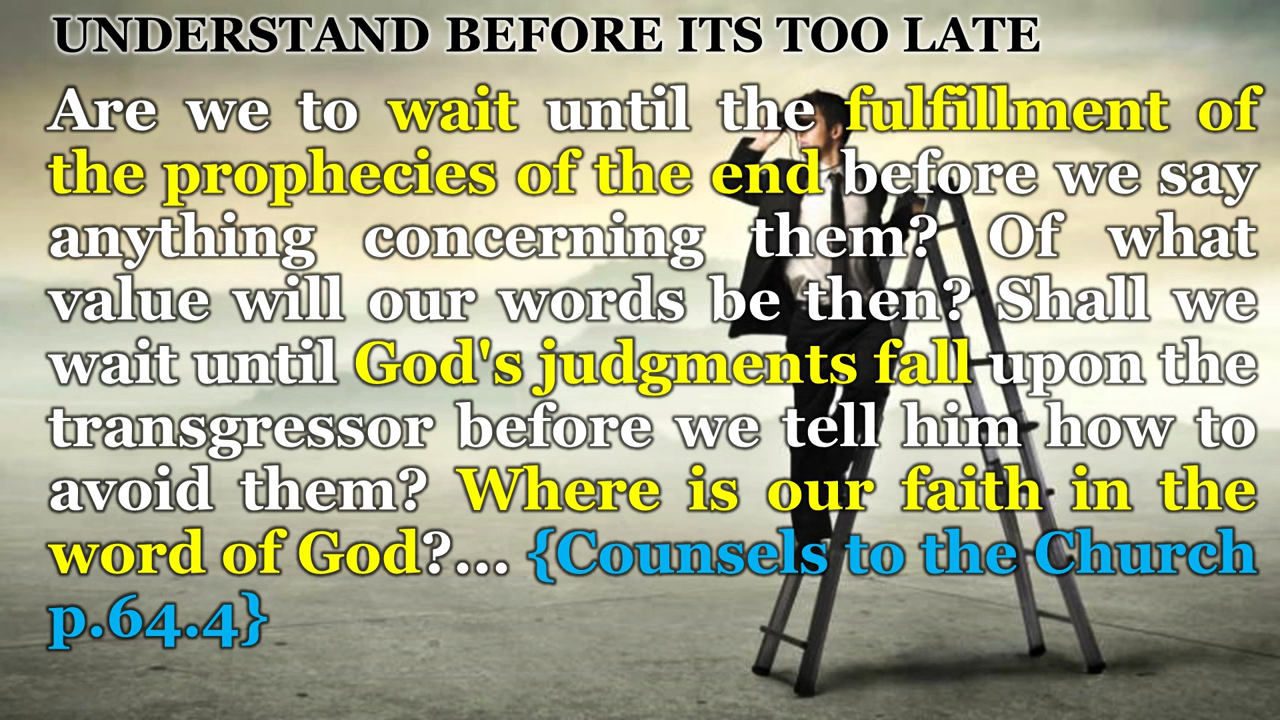 UNDERSTAND BEFORE ITS TOO LATE
Are we to wait until the fulfillment of
the prophecies of the end before we say
anything concerning them? Of what
value will our words be then? Shall we
wait until God's judgments fall upon the
transgressor before we tell him how to
avoid them? Where is our faith in the
word of God?... {Counsels to the Church
p.64.4}